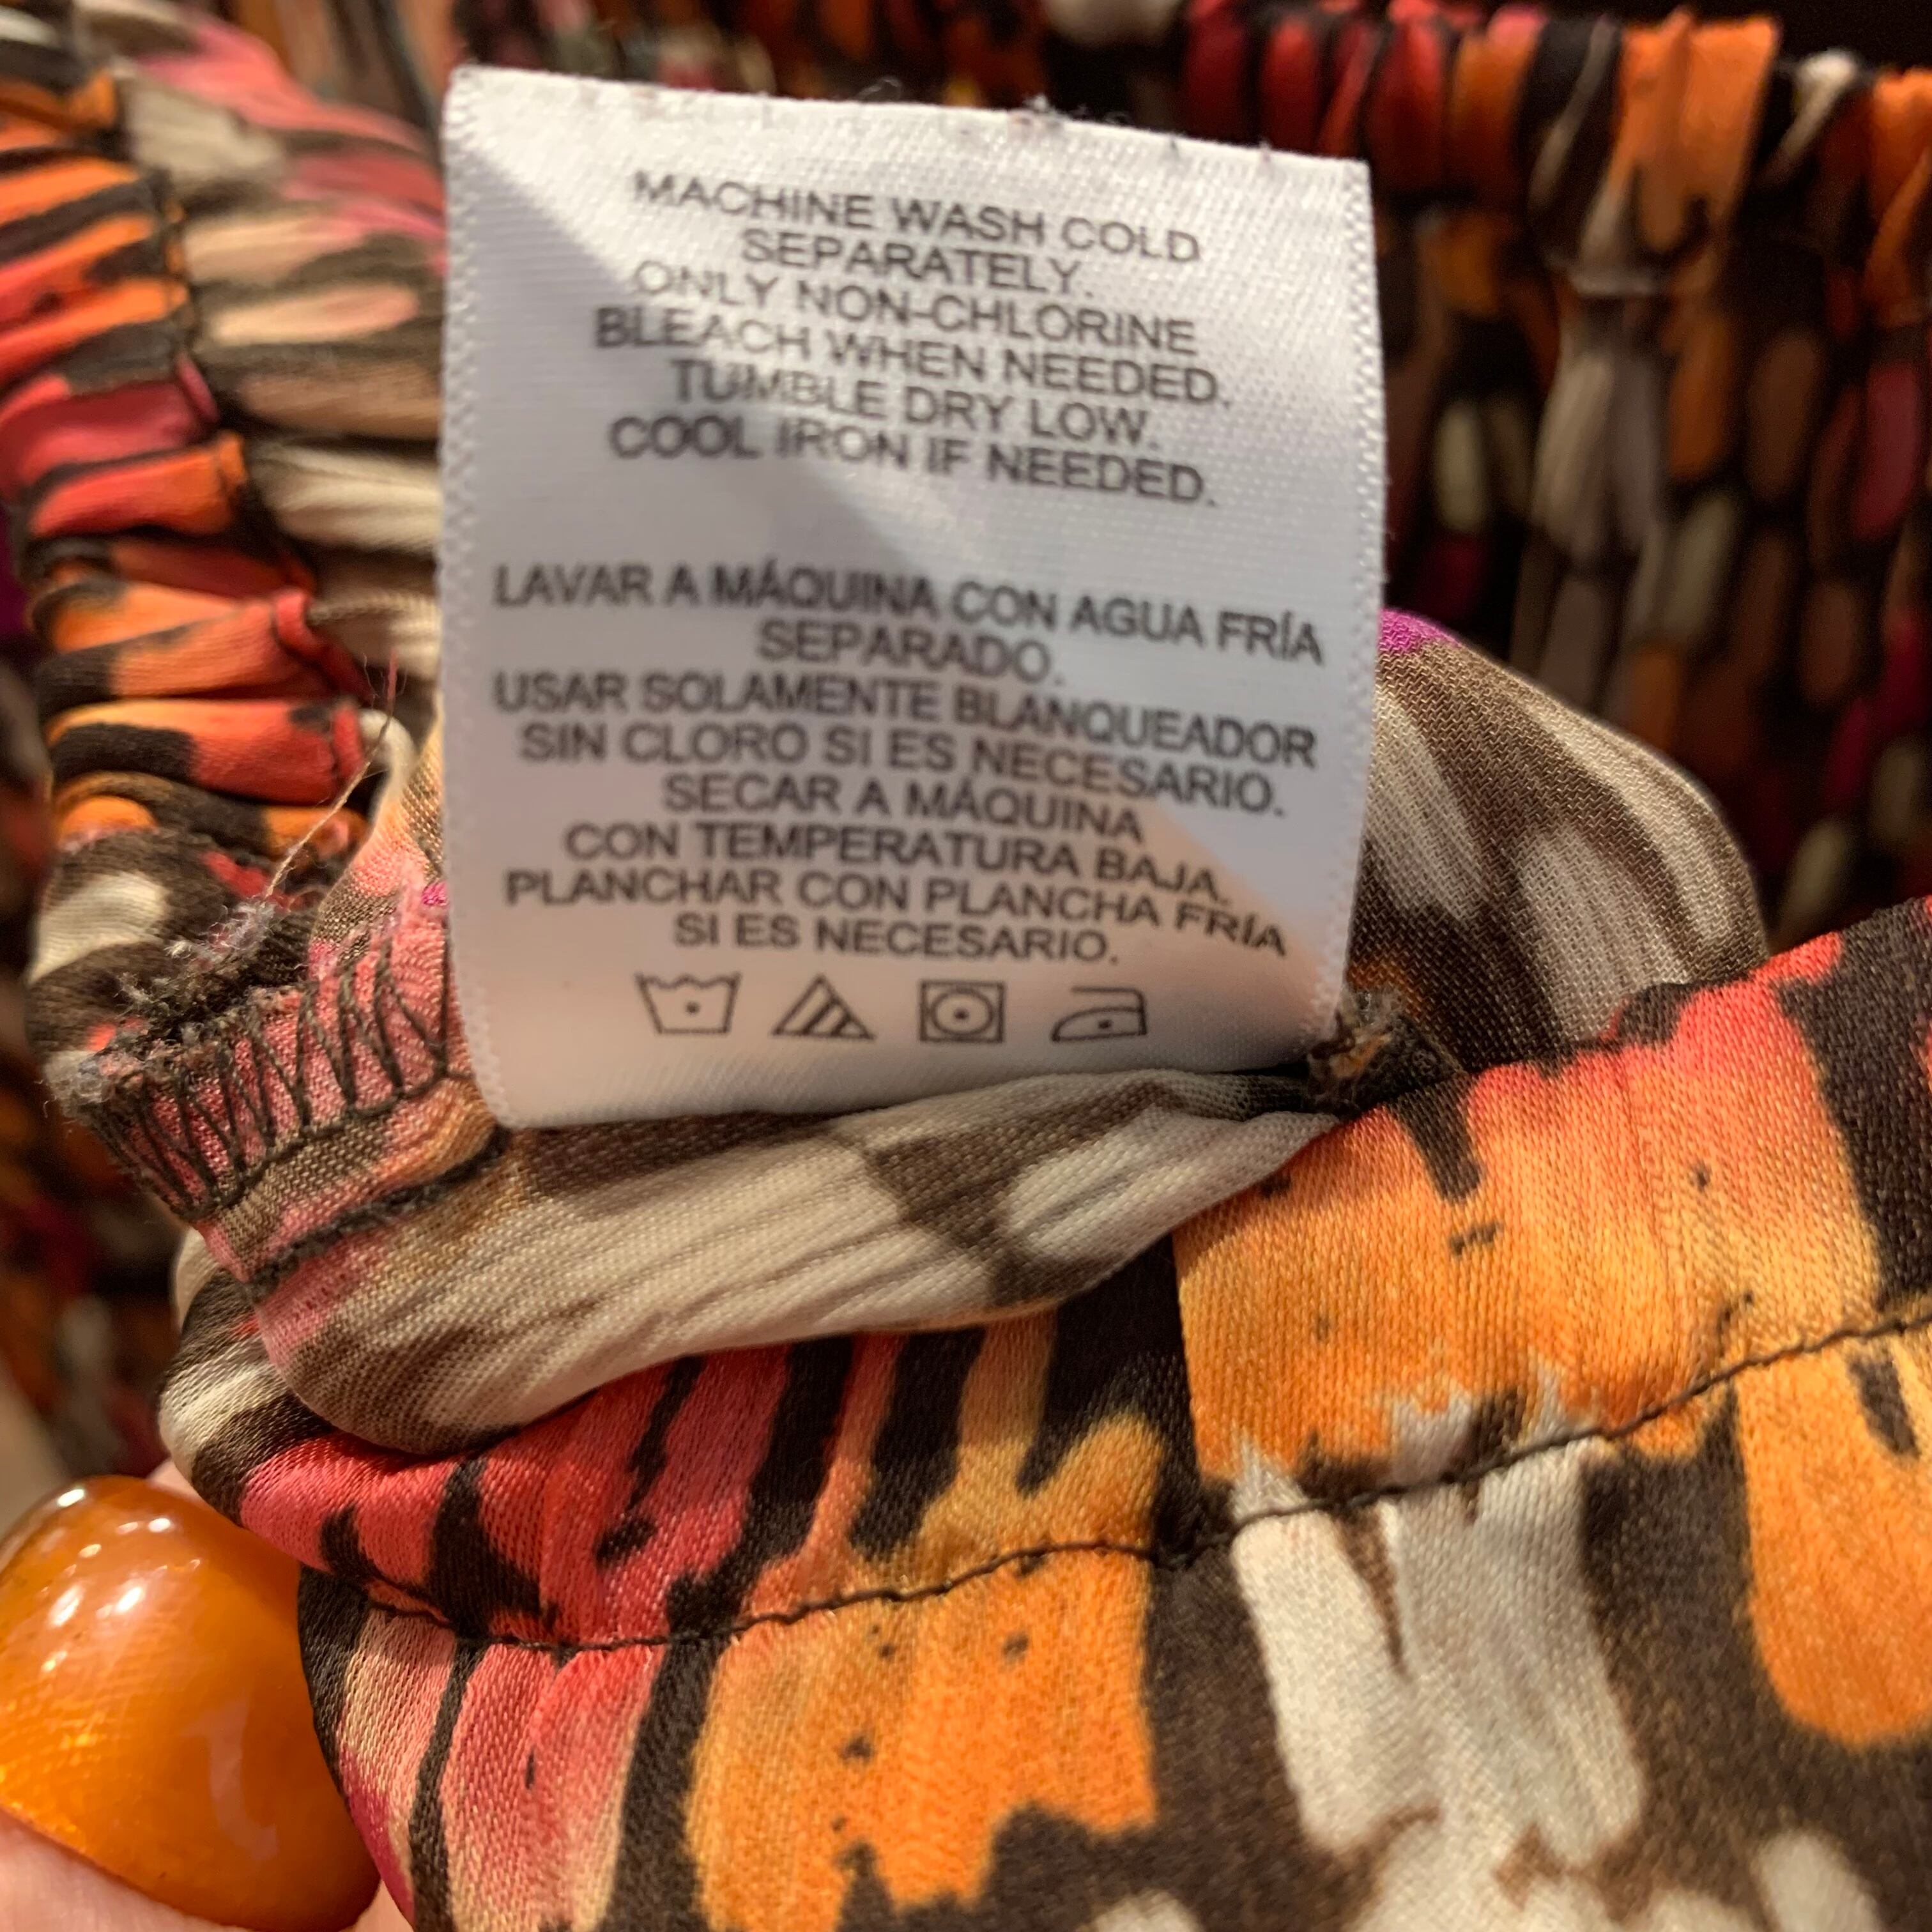 MACHINE WASH COLD
SEPARATELY.
ONLY NON-CHLORINE
BLEACH WHEN NEEDED.
TUMBLE DRY LOW.
COOL IRON IF NEEDED.
LAVAR A MÁQUINA CON AGUA FRÍA
SEPARADO.
USAR SOLAMENTE BLANQUEADOR
SIN CLORO SI ES NECESARIO.
SECAR A MÁQUINA
CON TEMPERATURA BAJA.
PLANCHAR CON PLANCHA FRÍA
SI ES NECESARIO.